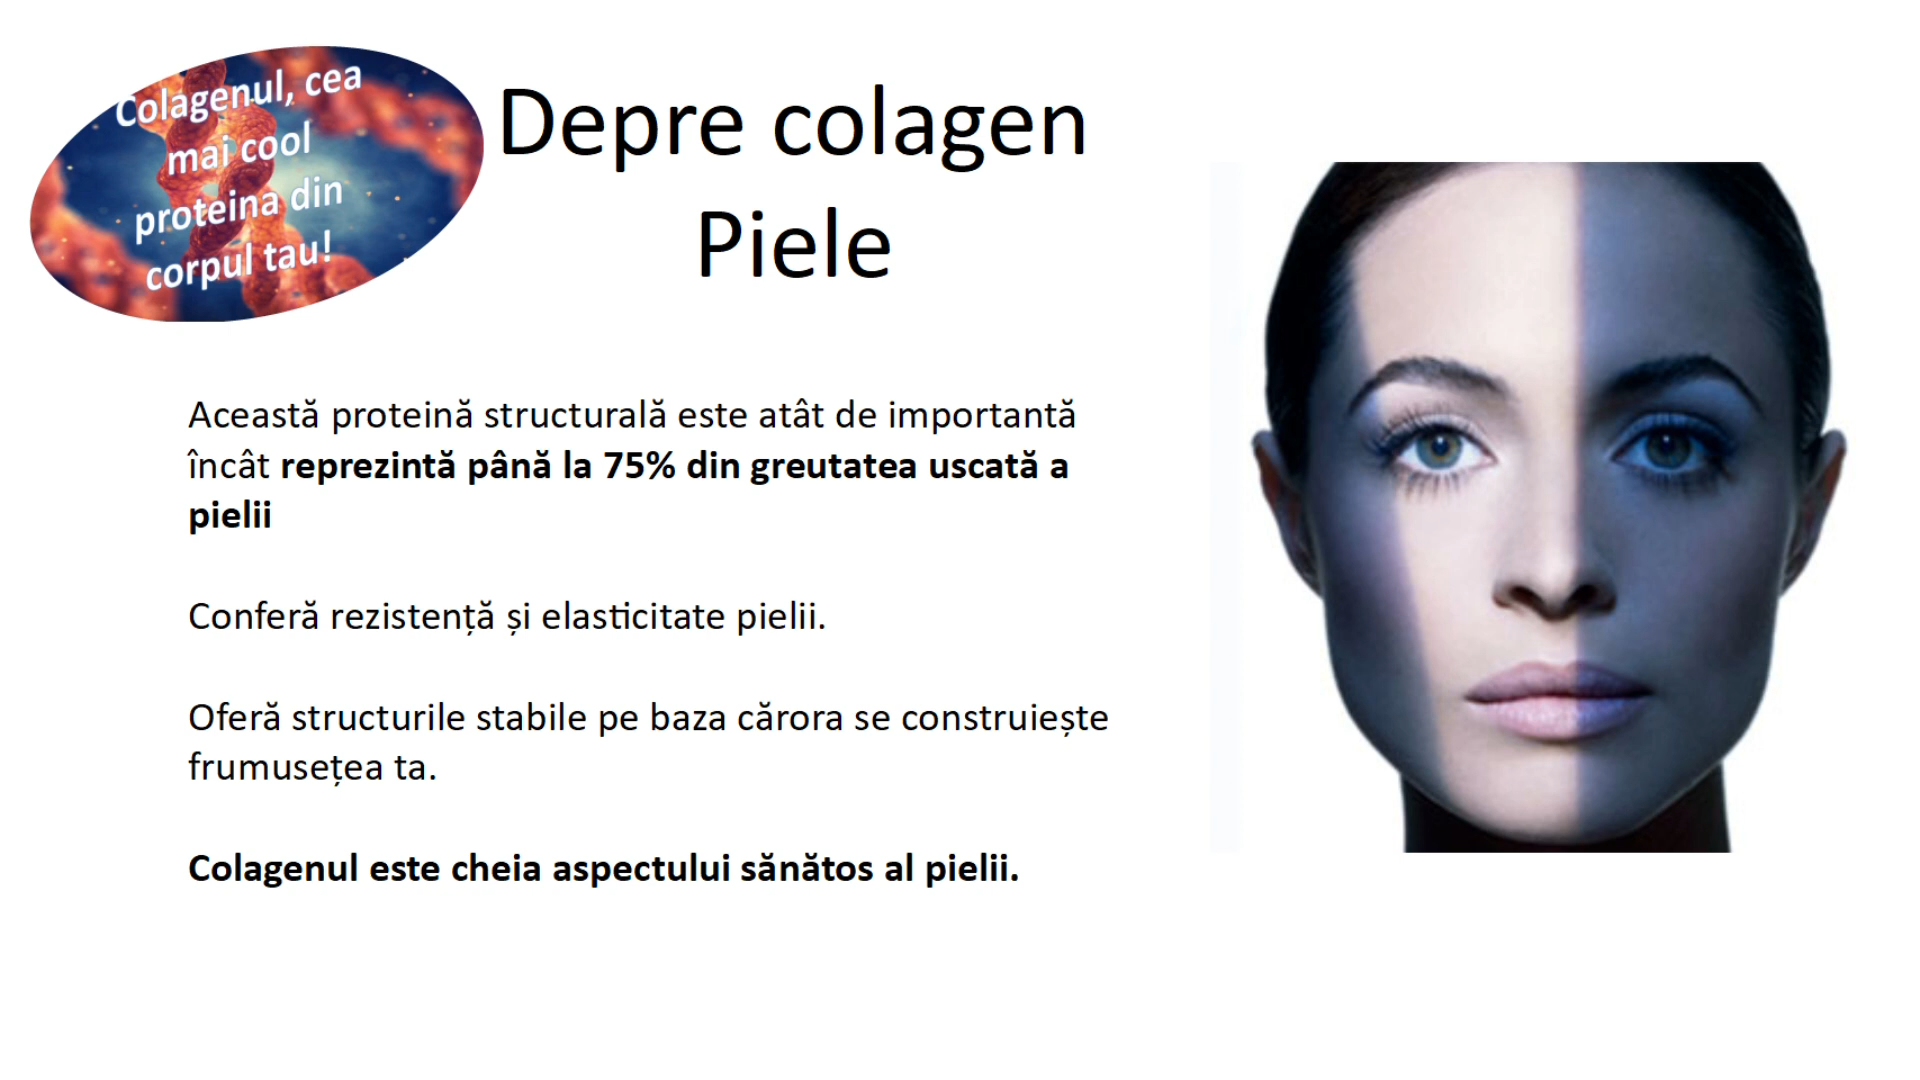 Colagenul, cea
mai cool
proteina din
corpul tau!
Depre colagen
Piele
Această proteină structurală este atât de importantă
încât reprezintă până la 75% din greutatea uscată a
pielii
Conferă rezistență și elasticitate pielii.
Oferă structurile stabile pe baza cărora se construiește
frumusețea ta.
Colagenul este cheia aspectului sănătos al pielii.